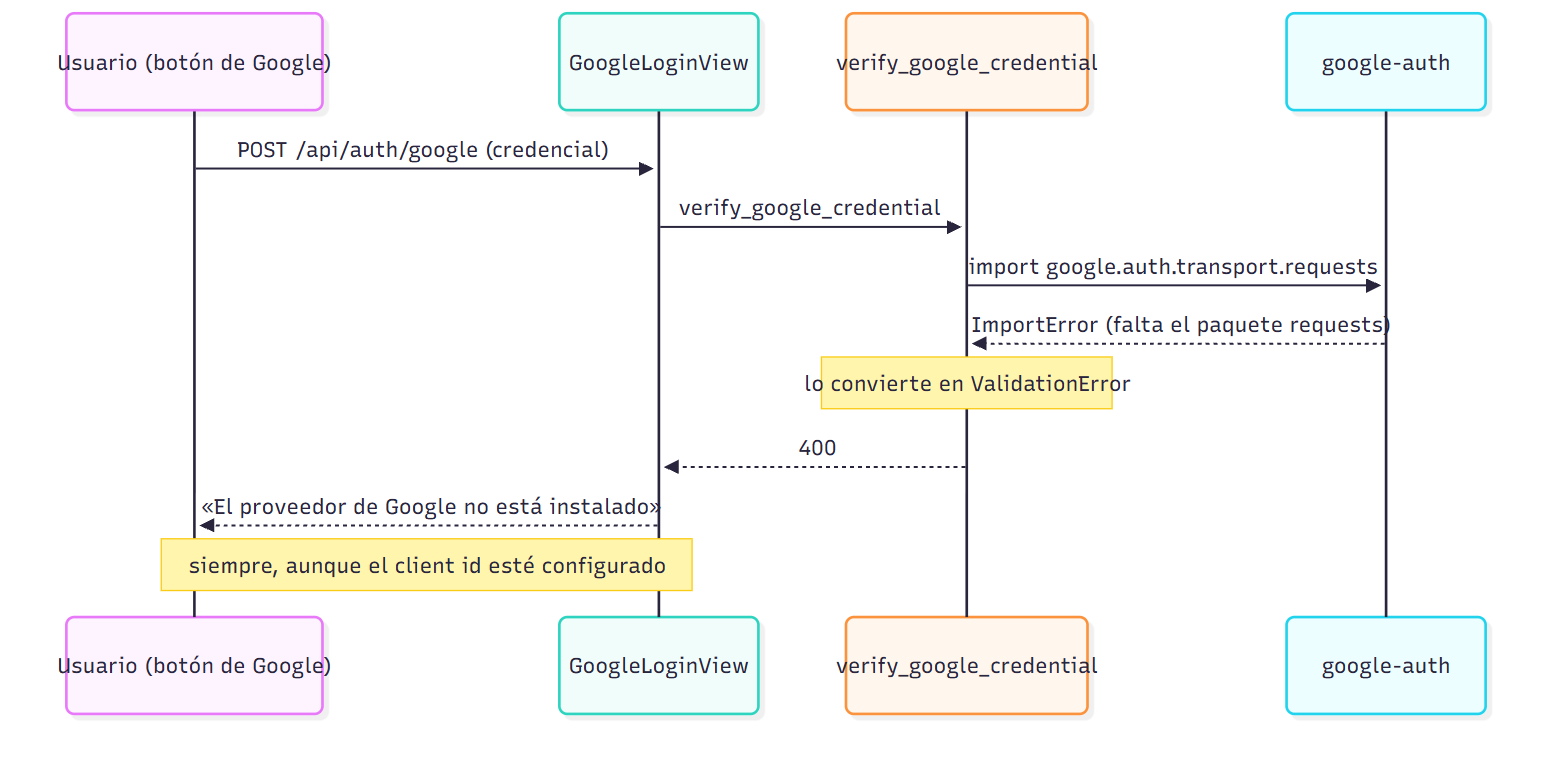 Usuario (botón de Google)
GoogleLoginView
verify_google_credential
google-auth
POST /api/auth/google (credencial)
verify_google_credential
import google.auth.transport.requests
ImportError (falta el paquete requests)
lo convierte en ValidationError
400
«El proveedor de Google no está instalado»
siempre, aunque el client id esté configurado
Usuario (botón de Google)
GoogleLoginView
verify_google_credential
google-auth